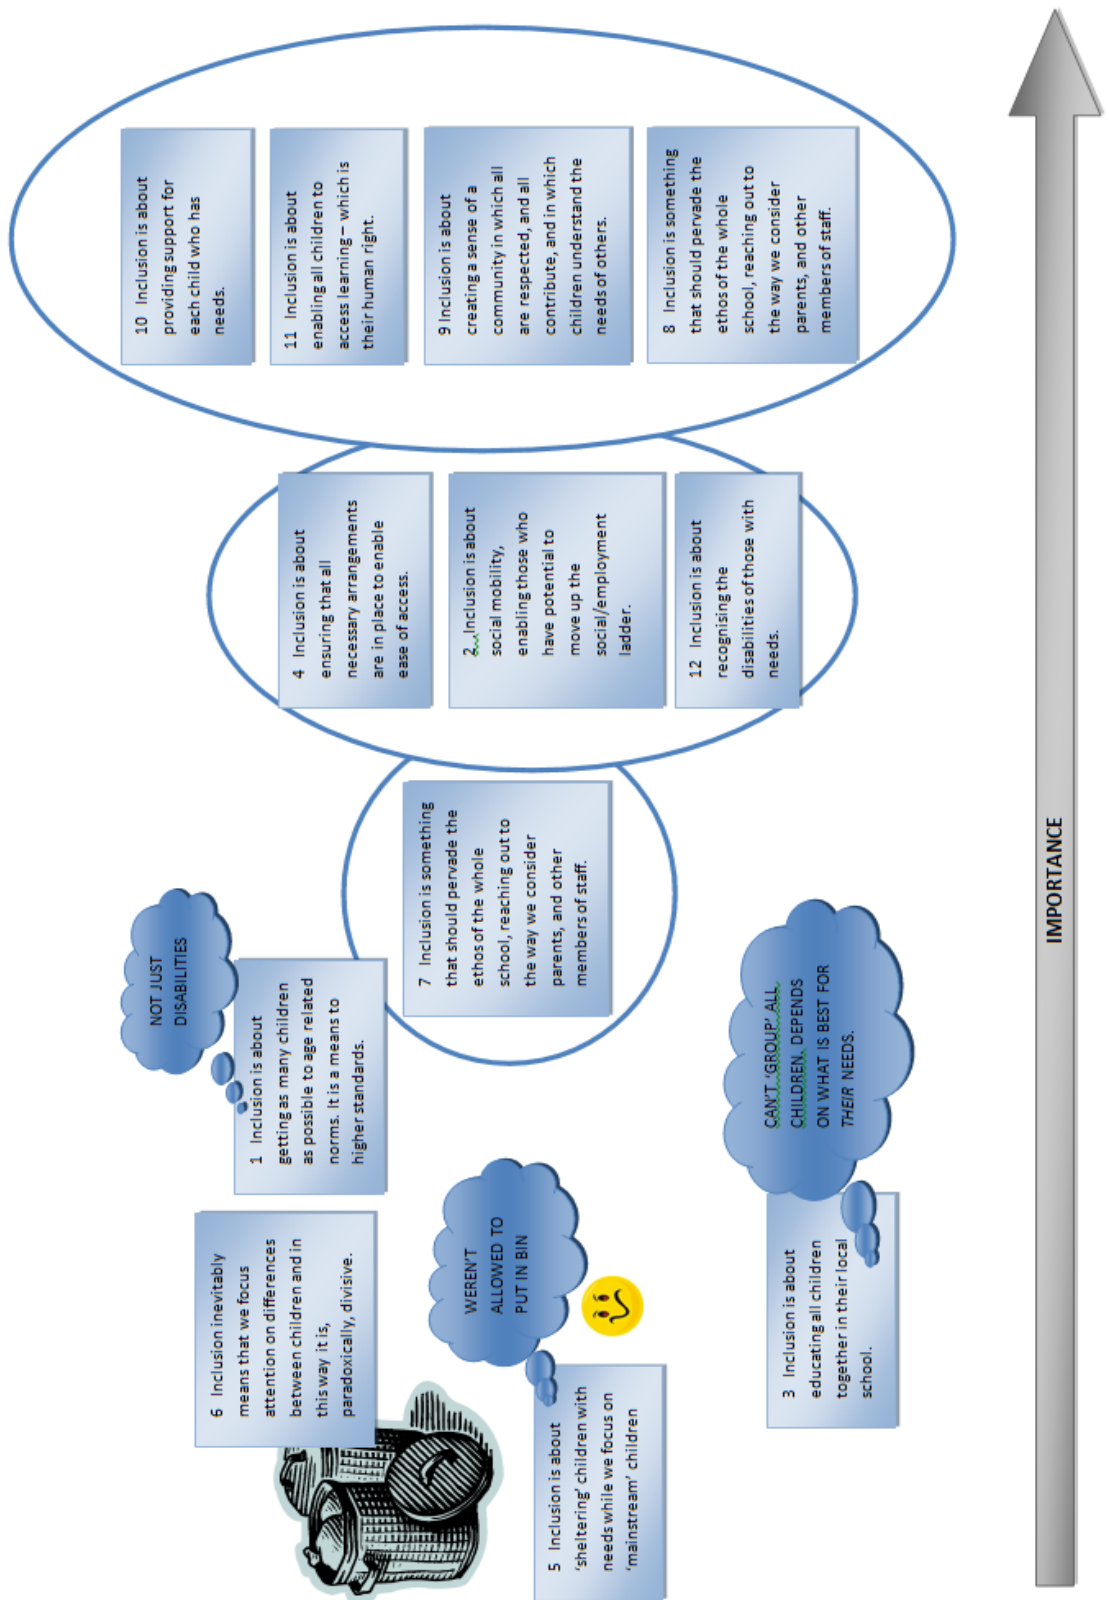 10 Inclusion is about
providing support for
each child who has
needs.
11 Inclusion is about
enabling all children to
access learning – which is
their human right.
9 Inclusion is about
creating a sense of a
community in which all
are respected, and all
contribute, and in which
children understand the
needs of others.
8 Inclusion is something
that should pervade the
ethos of the whole
school, reaching out to
the way we consider
parents, and other
members of staff.
4 Inclusion is about
ensuring that all
necessary arrangements
are in place to enable
ease of access.
2 Inclusion is about
social mobility,
enabling those who
have potential to
move up the
social/employment
ladder.
12 Inclusion is about
recognising the
disabilities of those with
needs.
7 Inclusion is something
that should pervade the
ethos of the whole
school, reaching out to
the way we consider
parents, and other
members of staff.
NOT JUST
DISABILITIES
1 Inclusion is about
getting as many children
as possible to age related
norms. It is a means to
higher standards.
6 Inclusion inevitably
means that we focus
attention on differences
between children and in
this way it is,
paradoxically, divisive.
WEREN'T
ALLOWED TO
PUT IN BIN
5 Inclusion is about
'sheltering' children with
needs while we focus on
'mainstream' children
CAN'T 'GROUP' ALL
CHILDREN. DEPENDS
ON WHAT IS BEST FOR
THEIR NEEDS.
3 Inclusion is about
educating all children
together in their local
school.
IMPORTANCE